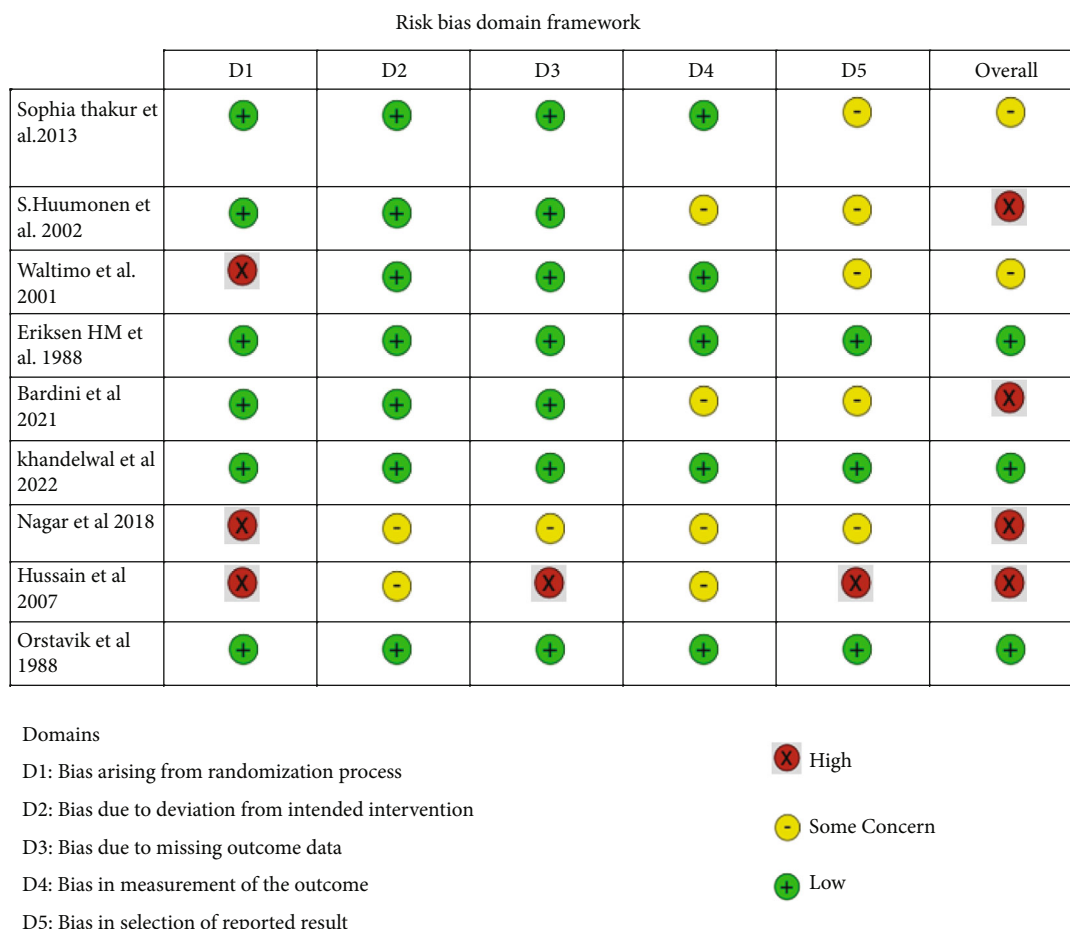 Risk bias domain framework
D1 D2 D3 D4 D5 Overall
Sophia thakur et
al.2013
+ + + + - -
S.Huumonen et
al. 2002
+ + + - - X
Waltimo et al.
2001
X + + + - -
Eriksen HM et
al. 1988
+ + + + + +
Bardini et al
2021
+ + + - - X
khandelwal et al
2022
+ + + + + +
Nagar et al 2018
X - - - - X
Hussain et al
2007
X - X - X X
Orstavik et al
1988
+ + + + + +
Domains
D1: Bias arising from randomization process
D2: Bias due to deviation from intended intervention
D3: Bias due to missing outcome data
D4: Bias in measurement of the outcome
D5: Bias in selection of reported result
X High
- Some Concern
+ Low